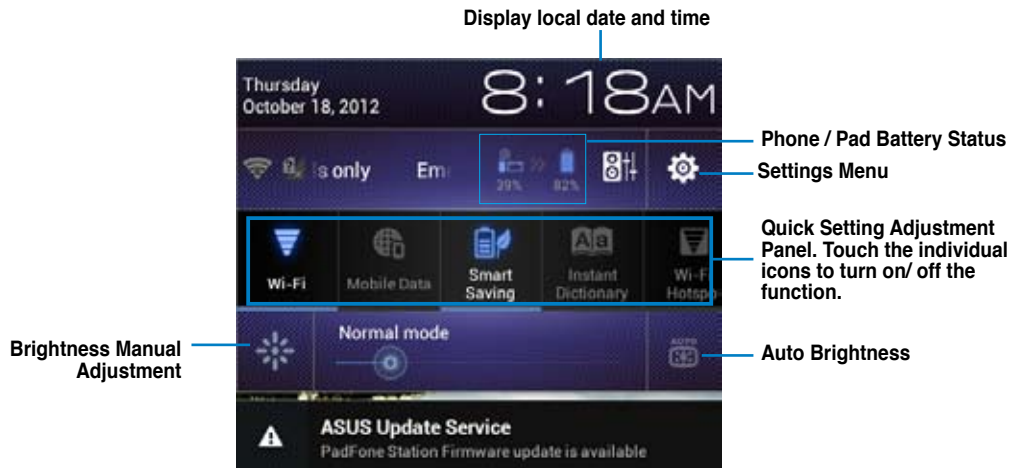 Display local date and time
Thursday
October 18, 2012
8:18AM
Phone / Pad Battery Status
s only Em
39% 82%
Settings Menu
Quick Setting Adjustment
Panel. Touch the individual
icons to turn on/ off the
function.
Wi-Fi
Mobile Data
Smart
Saving
Aa
Instant
Dictionary
Wi-F
Hotspo
Brightness Manual
Adjustment
Normal mode
AUTO
Auto Brightness
ASUS Update Service
PadFone Station Firmware update is available